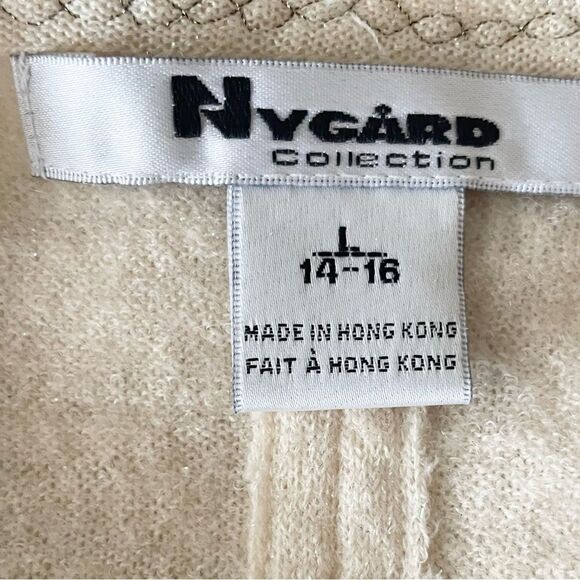 NYGÅRD
Collection
L
14-16
MADE IN HONG KONG
FAIT À HONG KONG